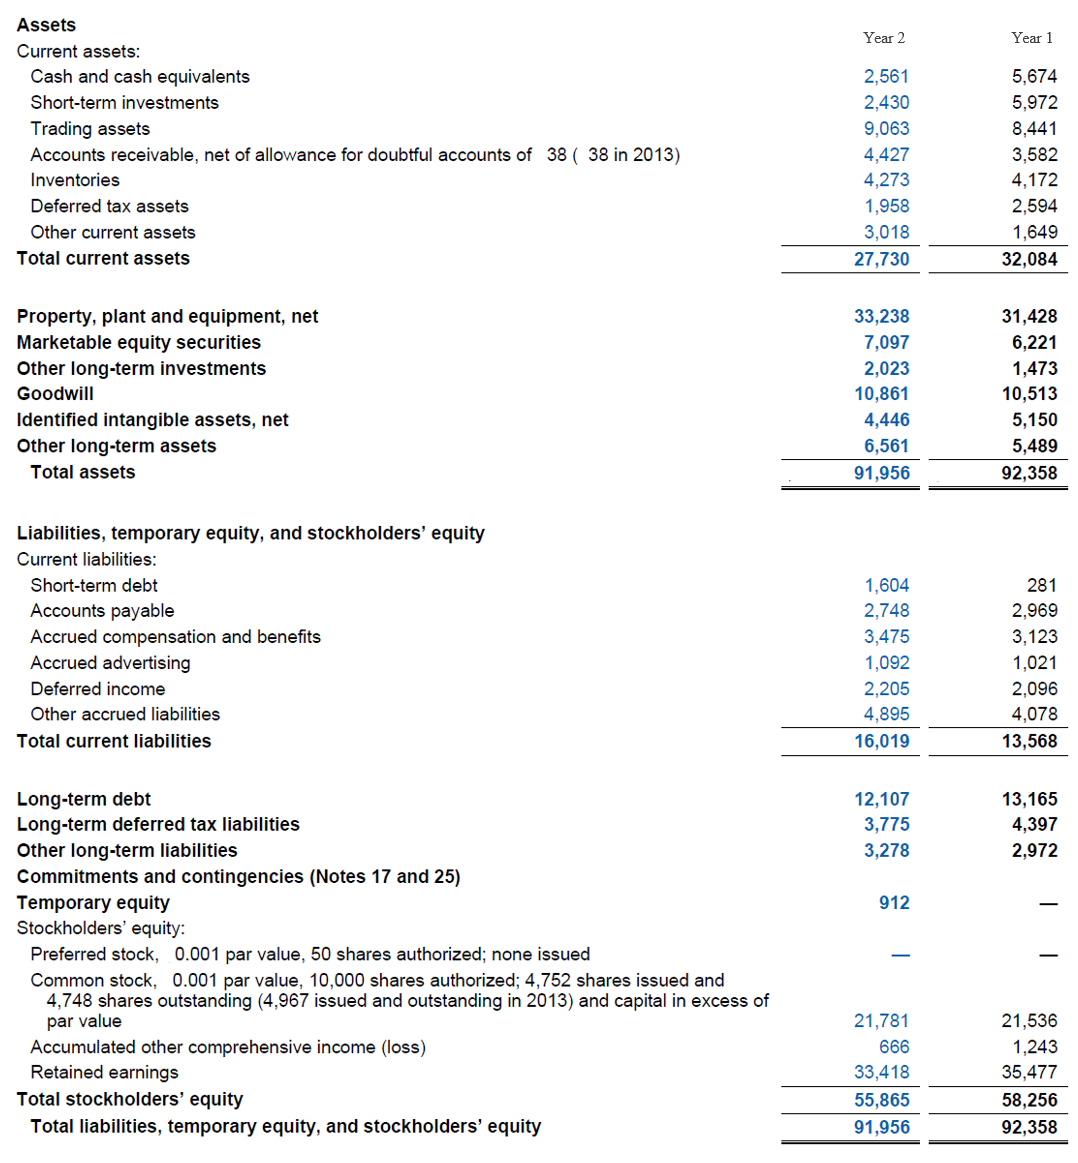 Assets Year 2 Year 1
Current assets:
Cash and cash equivalents 2,561 5,674
Short-term investments 2,430 5,972
Trading assets 9,063 8,441
Accounts receivable, net of allowance for doubtful accounts of 38 ( 38 in 2013) 4,427 3,582
Inventories 4,273 4,172
Deferred tax assets 1,958 2,594
Other current assets 3,018 1,649
Total current assets 27,730 32,084
Property, plant and equipment, net 33,238 31,428
Marketable equity securities 7,097 6,221
Other long-term investments 2,023 1,473
Goodwill 10,861 10,513
Identified intangible assets, net 4,446 5,150
Other long-term assets 6,561 5,489
Total assets 91,956 92,358
Liabilities, temporary equity, and stockholders’ equity
Current liabilities:
Short-term debt 1,604 281
Accounts payable 2,748 2,969
Accrued compensation and benefits 3,475 3,123
Accrued advertising 1,092 1,021
Deferred income 2,205 2,096
Other accrued liabilities 4,895 4,078
Total current liabilities 16,019 13,568
Long-term debt 12,107 13,165
Long-term deferred tax liabilities 3,775 4,397
Other long-term liabilities 3,278 2,972
Commitments and contingencies (Notes 17 and 25)
Temporary equity 912 —
Stockholders’ equity:
Preferred stock, 0.001 par value, 50 shares authorized; none issued — —
Common stock, 0.001 par value, 10,000 shares authorized; 4,752 shares issued and
4,748 shares outstanding (4,967 issued and outstanding in 2013) and capital in excess of
par value 21,781 21,536
Accumulated other comprehensive income (loss) 666 1,243
Retained earnings 33,418 35,477
Total stockholders’ equity 55,865 58,256
Total liabilities, temporary equity, and stockholders’ equity 91,956 92,358